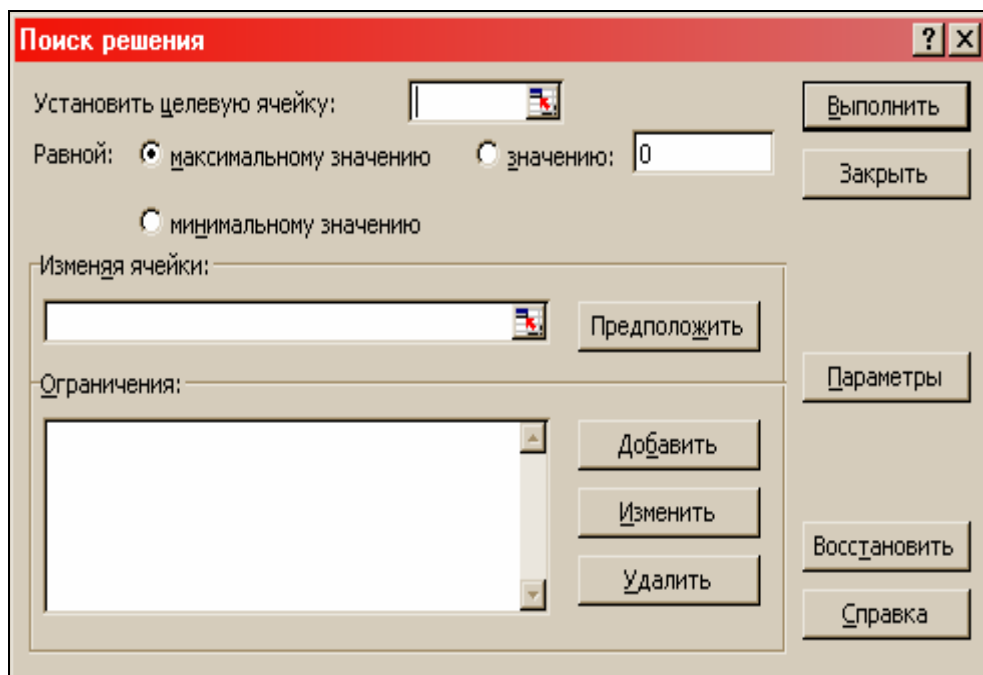 Поиск решения ? X
Установить целевую ячейку:
Равной: максимальному значению значению: 0
минимальному значению
Изменяя ячейки:
Предположить
Ограничения:
Добавить
Изменить
Удалить
Выполнить
Закрыть
Параметры
Восстановить
Справка